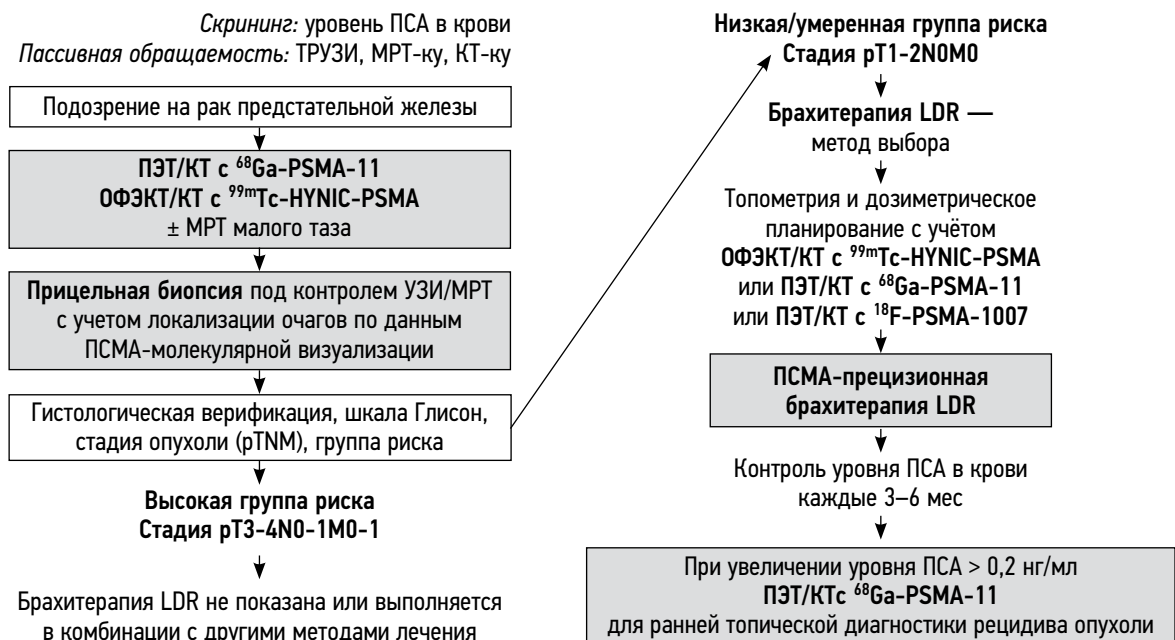 Скрининг: уровень ПСА в крови
Пассивная обращаемость: ТРУЗИ, МРТ-ку, КТ-ку
Подозрение на рак предстательной железы
ПЭТ/КТ с ⁶⁸Ga-PSMA-11
ОФЭКТ/КТ с ⁹⁹ᵐTc-HYNIC-PSMA
± МРТ малого таза
Прицельная биопсия под контролем УЗИ/МРТ
с учетом локализации очагов по данным
ПСМА-молекулярной визуализации
Гистологическая верификация, шкала Глисон,
стадия опухоли (pTNM), группа риска
Высокая группа риска
Стадия pT3-4N0-1M0-1
Брахитерапия LDR не показана или выполняется
в комбинации с другими методами лечения
Низкая/умеренная группа риска
Стадия pT1-2N0M0
Брахитерапия LDR —
метод выбора
Топометрия и дозиметрическое
планирование с учётом
ОФЭКТ/КТ с ⁹⁹ᵐTc-HYNIC-PSMA
или ПЭТ/КТ с ⁶⁸Ga-PSMA-11
или ПЭТ/КТ с ¹⁸F-PSMA-1007
ПСМА-прецизионная
брахитерапия LDR
Контроль уровня ПСА в крови
каждые 3–6 мес
При увеличении уровня ПСА > 0,2 нг/мл
ПЭТ/КТс ⁶⁸Ga-PSMA-11
для ранней топической диагностики рецидива опухоли